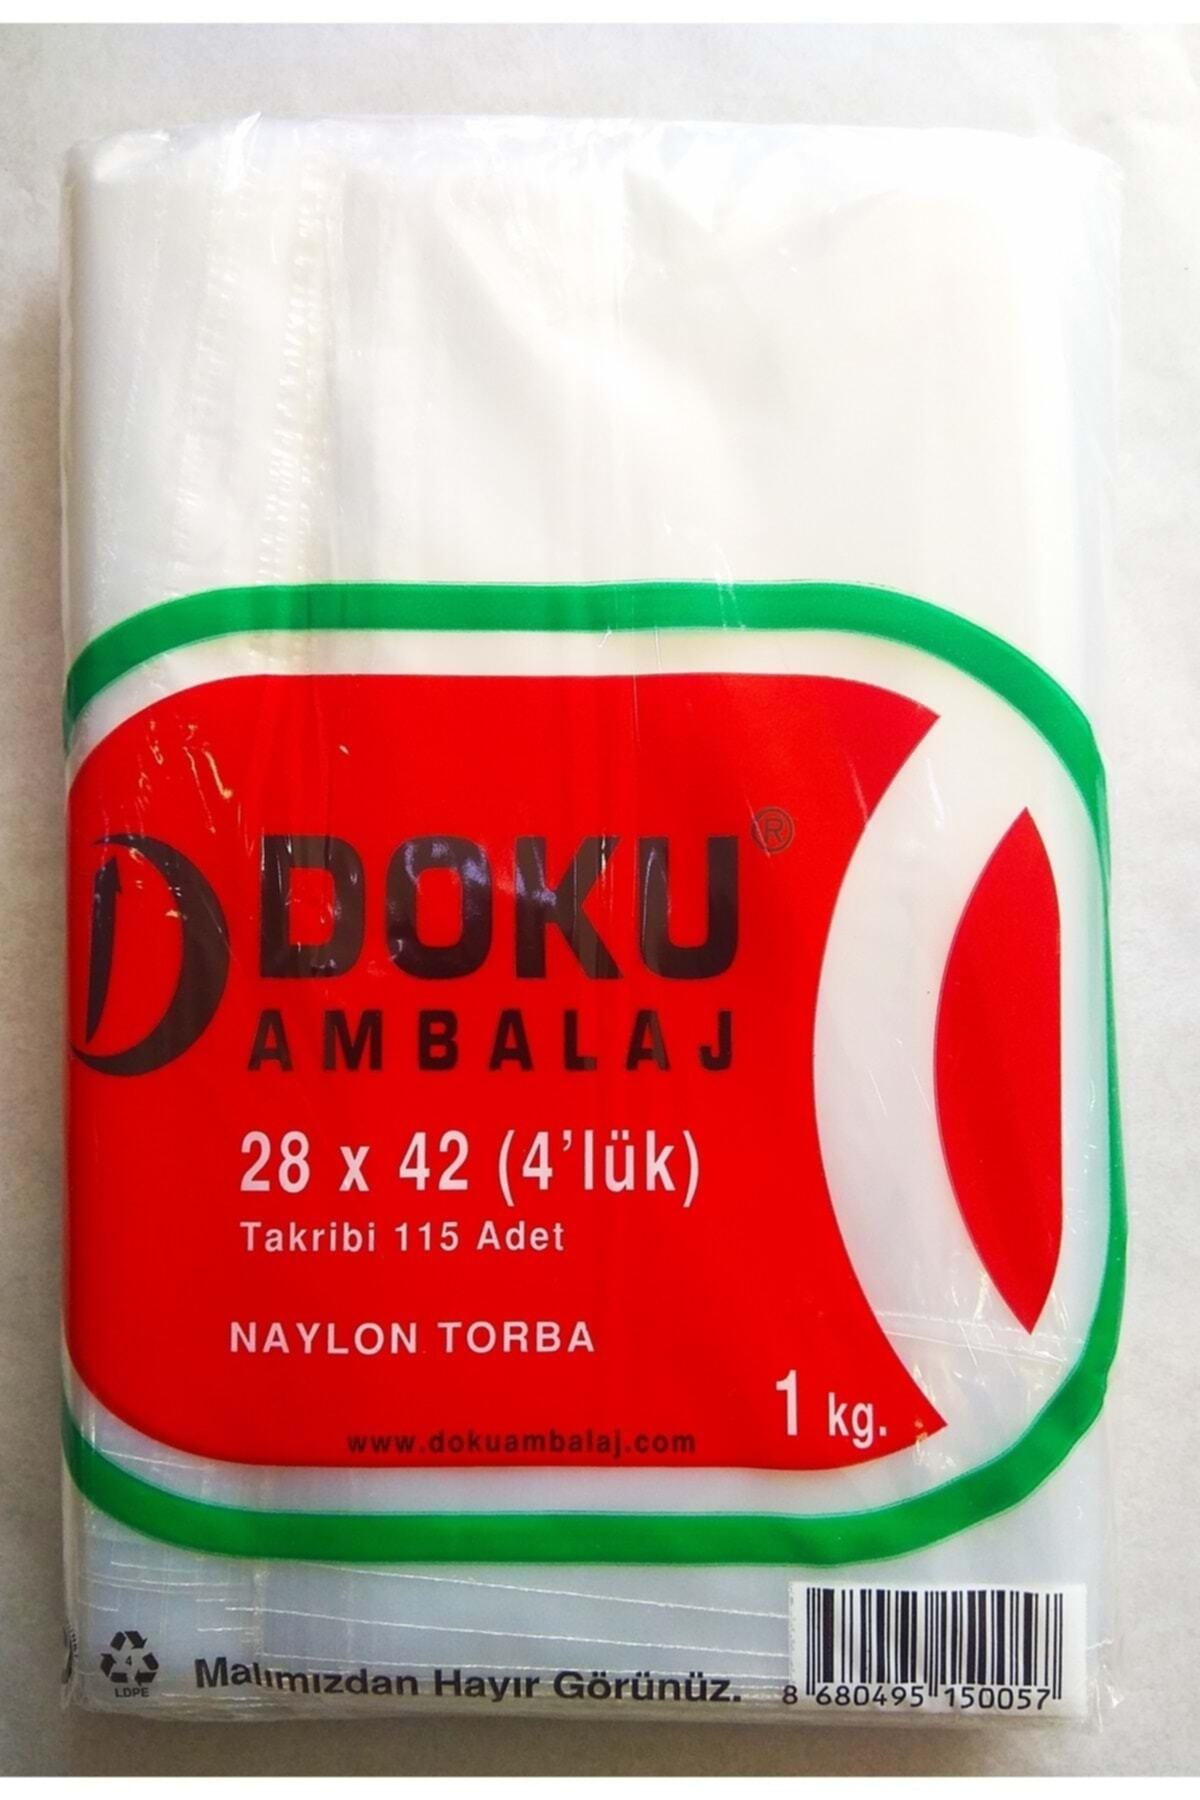 DOKU®
AMBALAJ
28 x 42 (4'lük)
Takribi 115 Adet
NAYLON TORBA
1 kg.
www.dokuambalaj.com
4
LDPE
Malımızdan Hayır Görünüz.
8 680495 150057